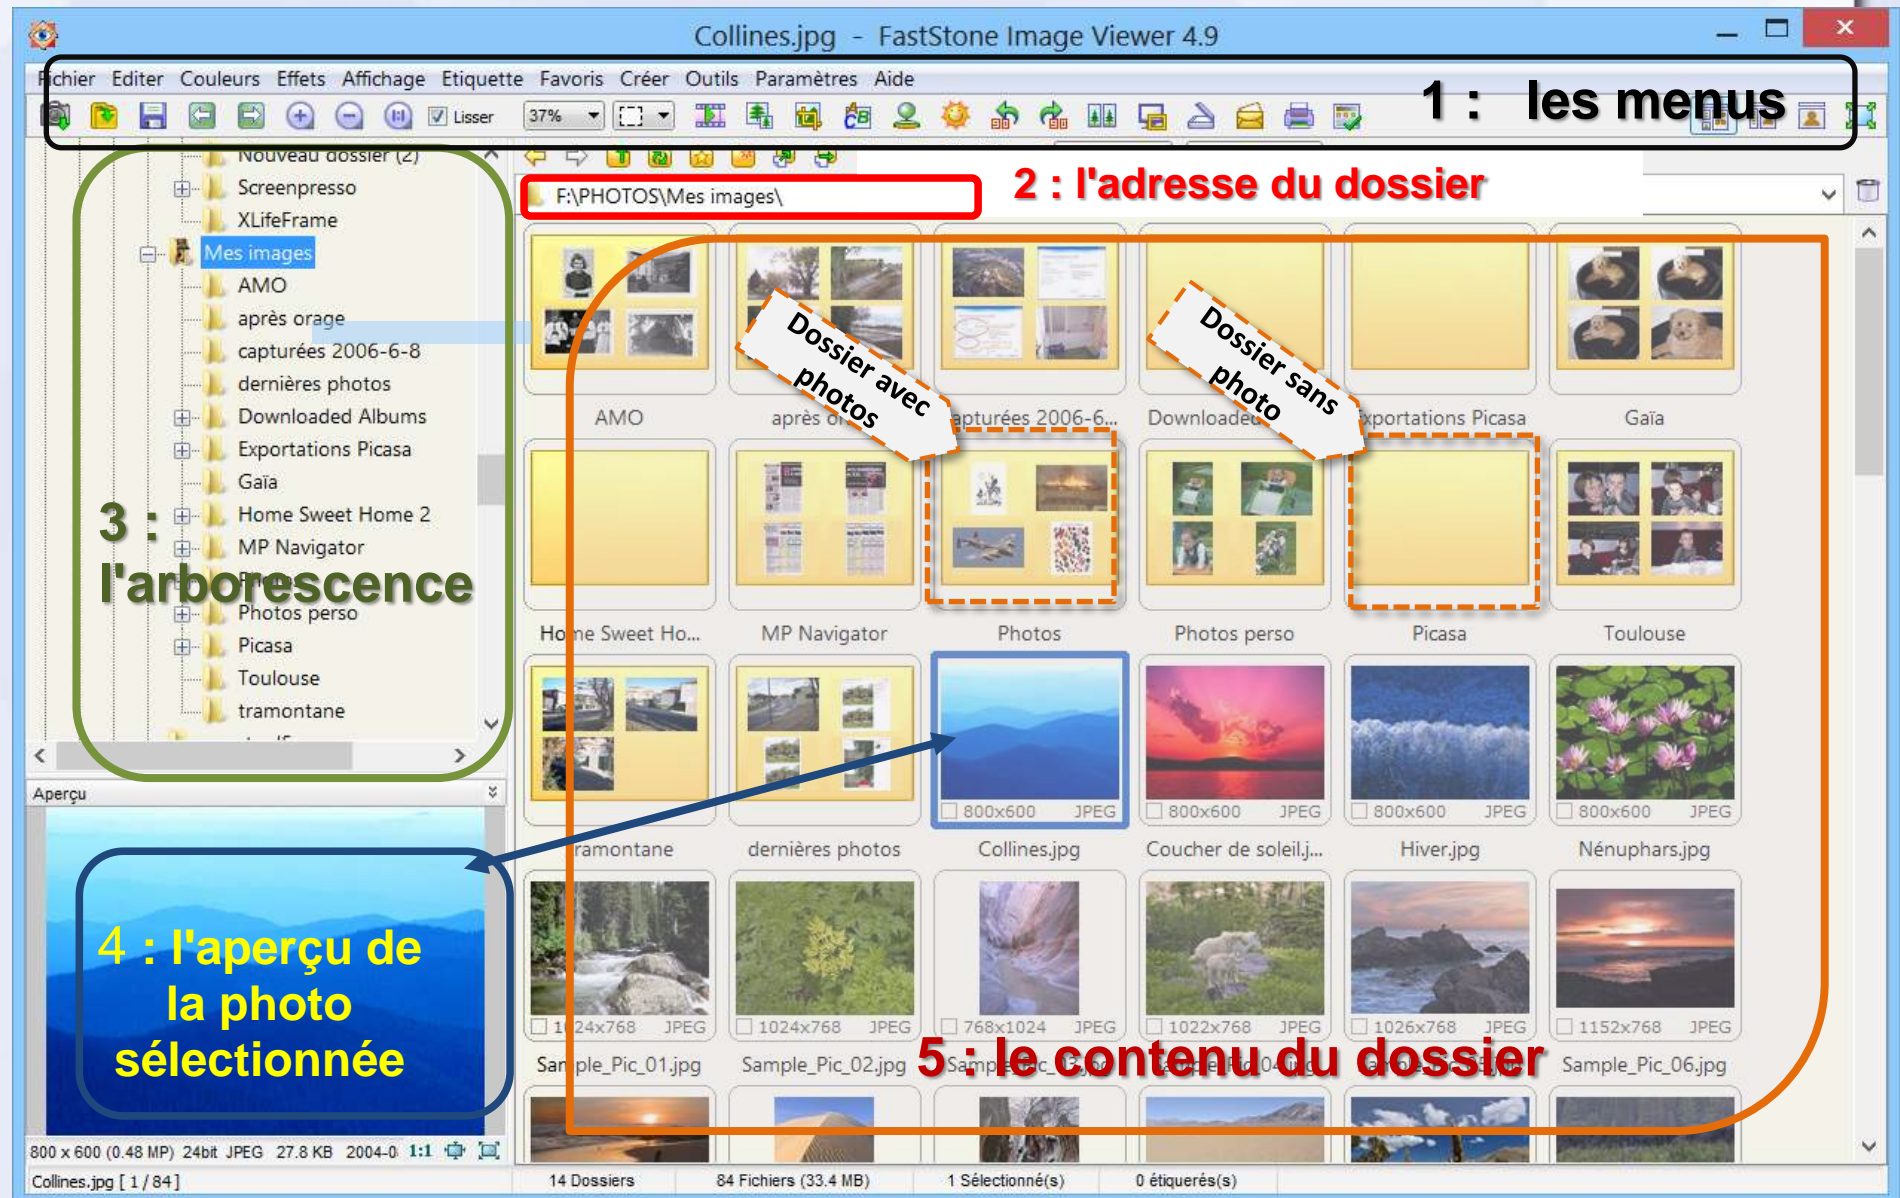 Collines.jpg - FastStone Image Viewer 4.9
Fichier Editer Couleurs Effets Affichage Etiquette Favoris Créer Outils Paramètres Aide
1 : les menus
Lisser 37%
Nouveau dossier (2)
Screenpresso
XLifeFrame
Mes images
AMO
après orage
capturées 2006-6-8
dernières photos
Downloaded Albums
Exportations Picasa
Gaïa
Home Sweet Home 2
MP Navigator
Photos perso
Picasa
Toulouse
tramontane
3 :
l'arborescence
F:\PHOTOS\Mes images\
2 : l'adresse du dossier
Dossier avec
photos
Dossier sans
photo
AMO
capturées 2006-6...
Exportations Picasa
Gaïa
Home Sweet Ho...
MP Navigator
Photos
Photos perso
Picasa
Toulouse
800x600 JPEG
800x600 JPEG
800x600 JPEG
800x600 JPEG
tramontane
dernières photos
Collines.jpg
Coucher de soleil.j...
Hiver.jpg
Nénuphars.jpg
1024x768 JPEG
1024x768 JPEG
768x1024 JPEG
1022x768 JPEG
1026x768 JPEG
1152x768 JPEG
Sample_Pic_01.jpg
Sample_Pic_02.jpg
Sample_Pic_06.jpg
5 : le contenu du dossier
Aperçu
4 : l'aperçu de
la photo
sélectionnée
800 x 600 (0.48 MP) 24bit JPEG 27.8 KB 2004-0 1:1
Collines.jpg [ 1 / 84 ]
14 Dossiers
84 Fichiers (33.4 MB)
1 Sélectionné(s)
0 étiquerés(s)